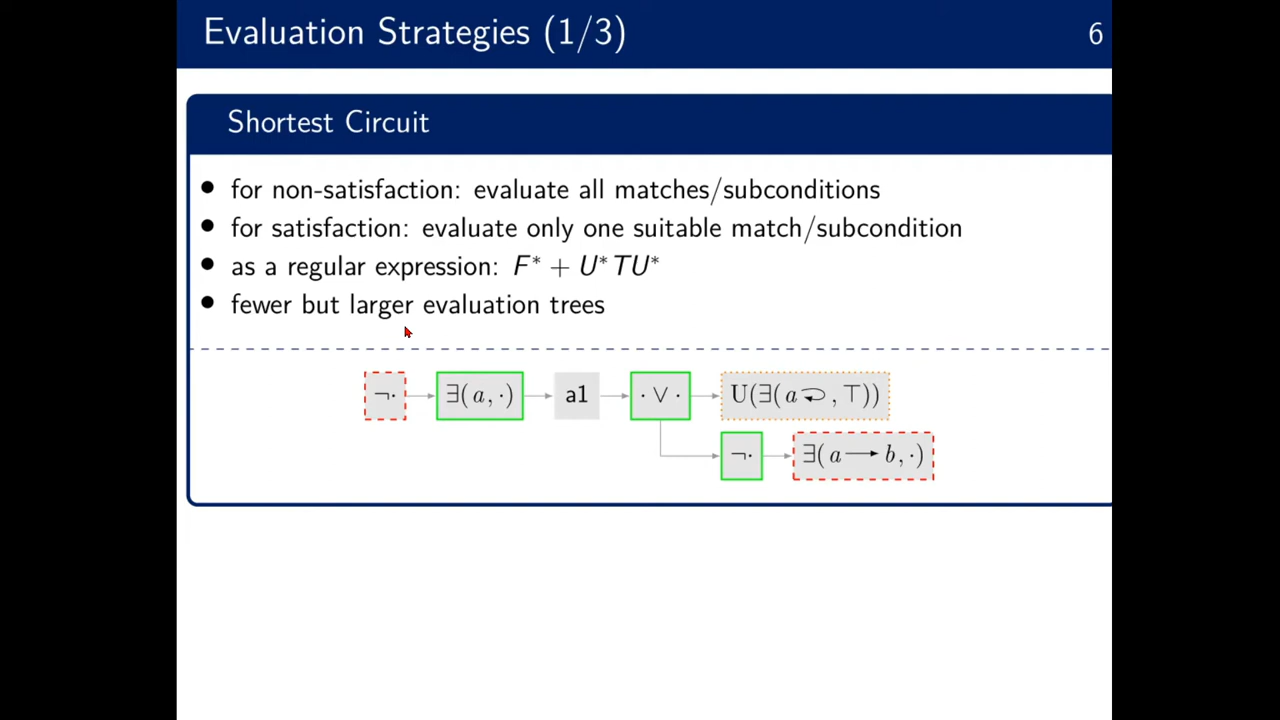 Evaluation Strategies (1/3) 6
Shortest Circuit
• for non-satisfaction: evaluate all matches/subconditions
• for satisfaction: evaluate only one suitable match/subcondition
• as a regular expression: F* + U*TU*
• fewer but larger evaluation trees
¬· ∃(a,·) a1 · ∨ · U(∃(a⮌,⊤))
¬· ∃(a⟶b,·)